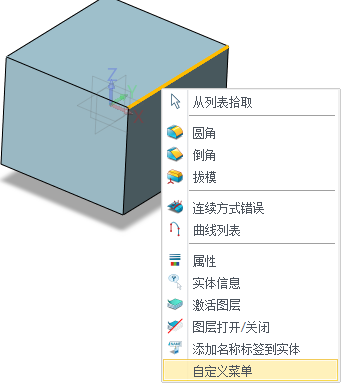 Z
从列表拾取
圆角
倒角
拔模
连续方式错误
曲线列表
属性
实体信息
激活图层
图层打开/关闭
添加名称标签到实体
自定义菜单